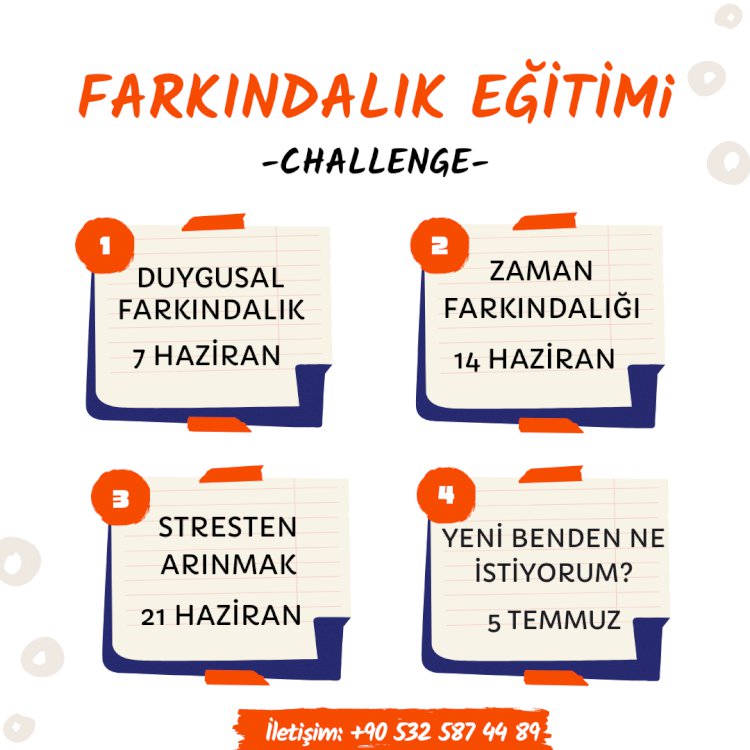 FARKINDALIK EĞİTİMİ
-CHALLENGE-
1
DUYGUSAL
FARKINDALIK
7 HAZİRAN
2
ZAMAN
FARKINDALIĞI
14 HAZİRAN
3
STRESTEN
ARINMAK
21 HAZİRAN
4
YENİ BENDEN NE
İSTİYORUM?
5 TEMMUZ
İletişim: +90 532 587 44 89